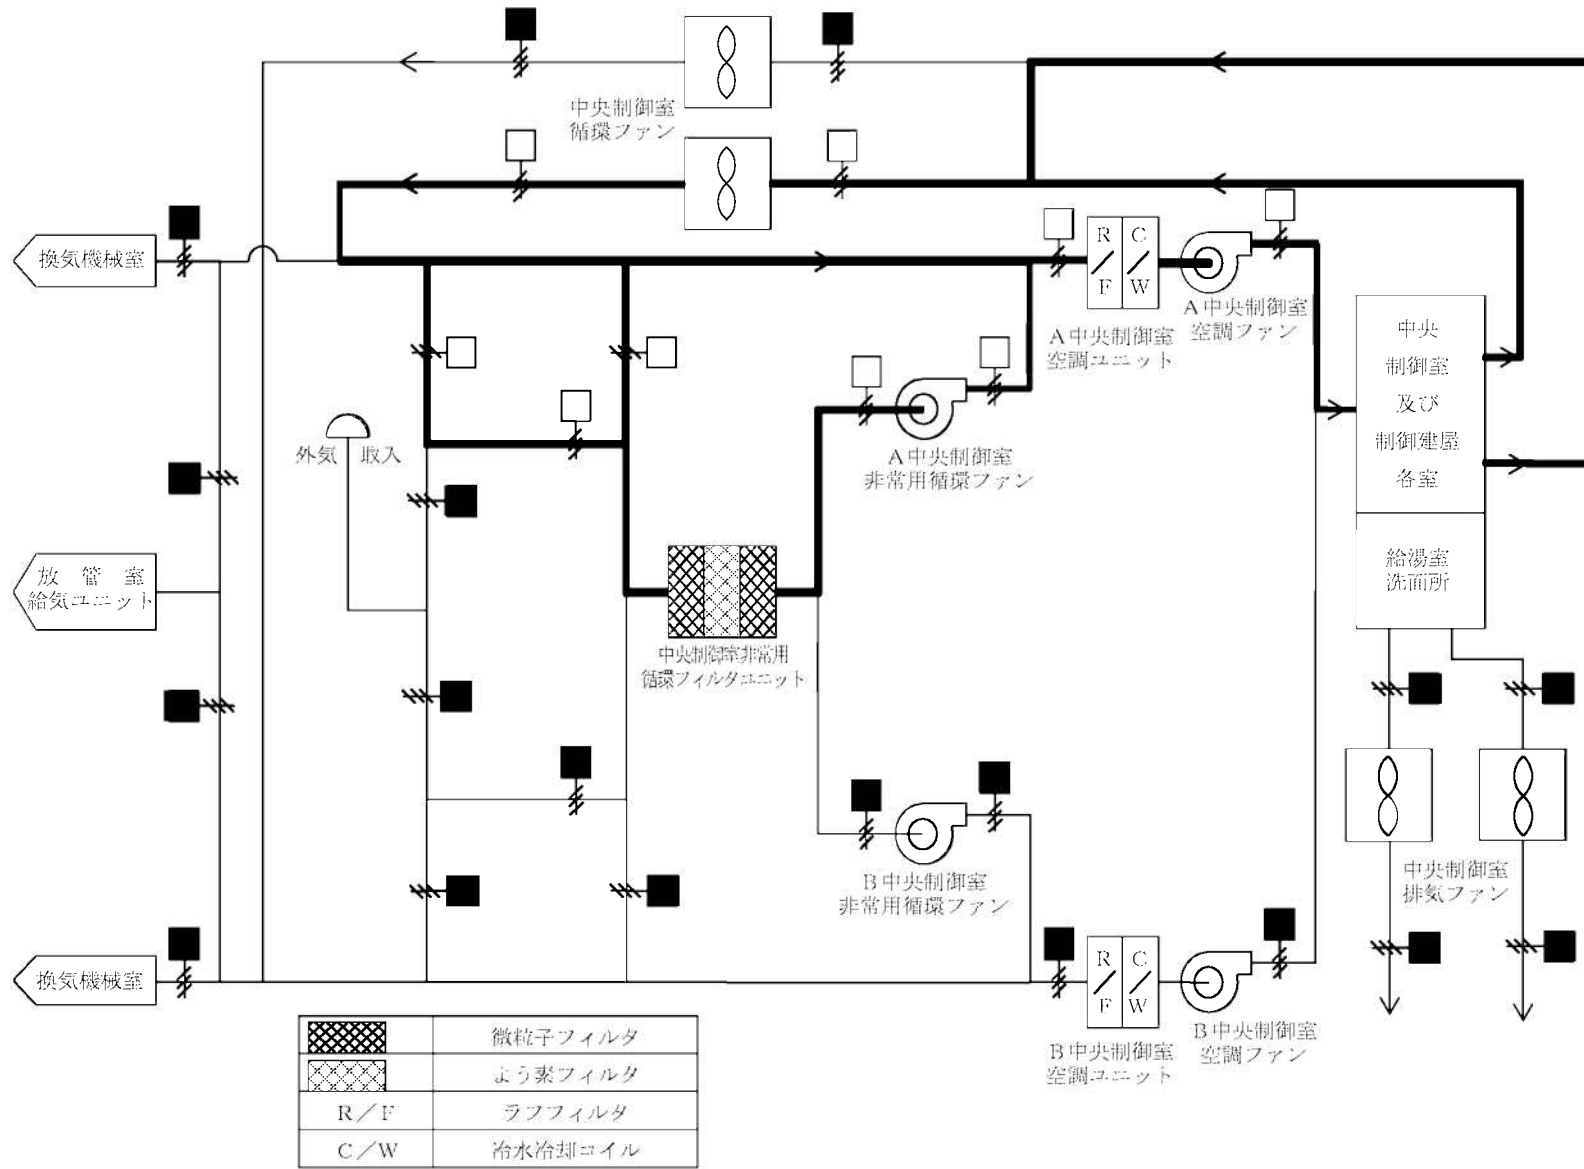 中央制御室
循環ファン
換気機械室
R
F
C
W
A中央制御室
空調ファン
A中央制御室
空調ユニット
中央
制御室
及び
制御建屋
各室
外気 取入
A中央制御室
非常用循環ファン
放管室
給気ユニット
給湯室
洗面所
中央制御室非常用
循環フィルタユニット
B中央制御室
非常用循環ファン
中央制御室
排気ファン
換気機械室
R
F
C
W
B中央制御室
空調ファン
B中央制御室
空調ユニット
微粒子フィルタ
よう素フィルタ
R/F ラフフィルタ
C/W 冷水冷却コイル